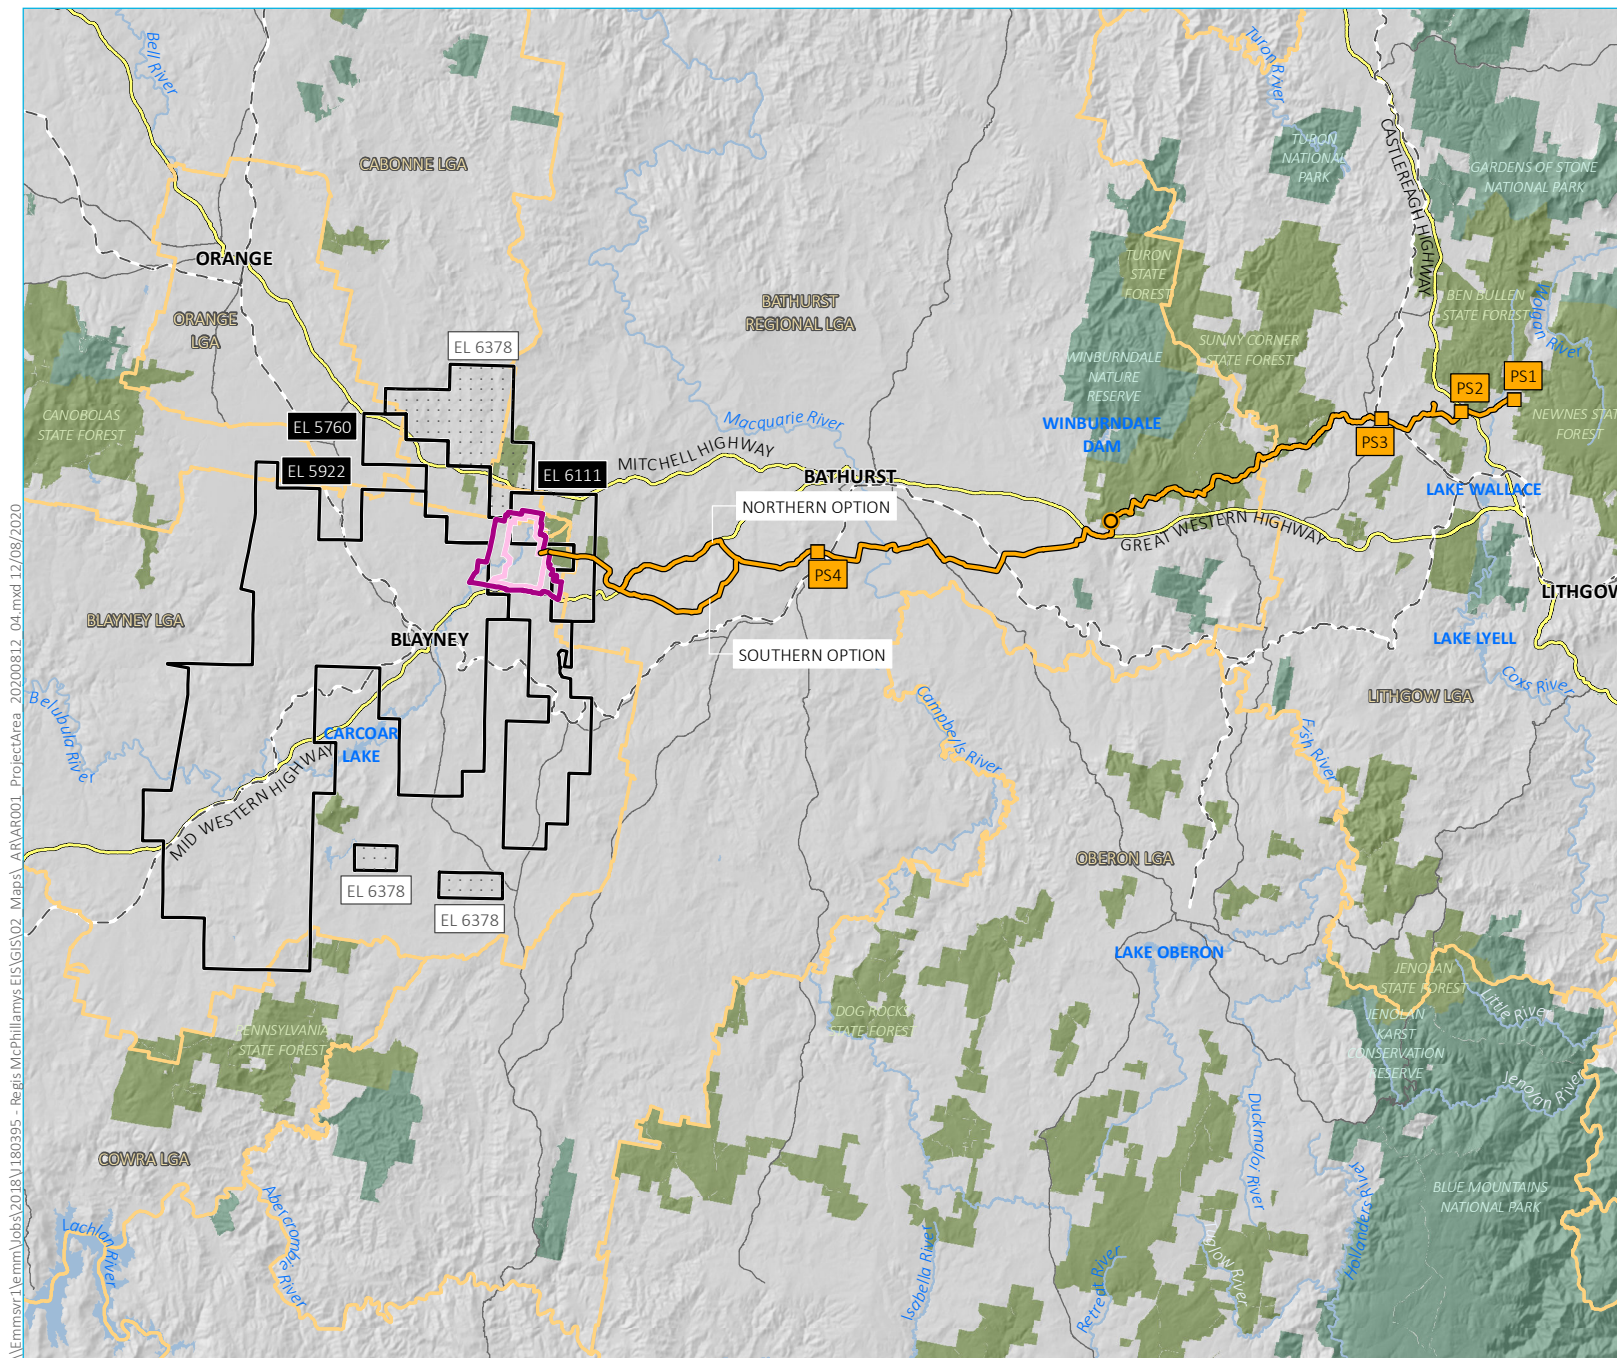 Bell River
Turon River
CABONNE LGA
TURON
NATIONAL
PARK
CASTLEREAGH HIGHWAY
GARDENS OF STONE
NATIONAL PARK
ORANGE
TURON
STATE
FOREST
ORANGE
LGA
BATHURST
REGIONAL LGA
BEN BULLEN
STATE FOREST
Wolgan River
EL 6378
SUNNY CORNER
STATE FOREST
WINBURNDALE
NATURE
RESERVE
PS1
PS2
CANOBOLAS
STATE FOREST
EL 5760
Macquarie River
WINBURNDALE
DAM
PS3
NEWNES STAT
FOREST
EL 5922
EL 6111
MITCHELL HIGHWAY
BATHURST
LAKE WALLACE
NORTHERN OPTION
GREAT WESTERN HIGHWAY
PS4
LITHGOW
BLAYNEY LGA
BLAYNEY
LAKE LYELL
SOUTHERN OPTION
Coxs River
LITHGOW LGA
Belubula River
CARCOAR
LAKE
Campbells River
Fish River
MID WESTERN HIGHWAY
OBERON LGA
EL 6378
EL 6378
LAKE OBERON
JENOLAN
STATE FOREST
DOG ROCKS
STATE FOREST
Little River
PENNSYLVANIA
STATE FOREST
JENOLAN
KARST
CONSERVATION
RESERVE
Jenolan River
Duckmaloi River
COWRA LGA
BLUE MOUNTAINS
NATIONAL PARK
Abercrombie River
Lachlan River
Hollanders River
Isabella River
Retreat River
Tuglow River
\\Emmsvr1\emm\Jobs\2018\J180395 - Regis McPhillamys EIS\GIS\02_Maps\_AR\AR001_ProjectArea_20200812_04.mxd 12/08/2020